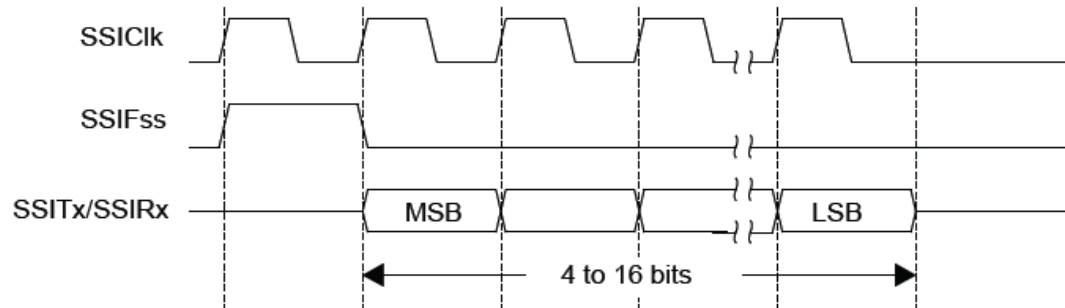 SSIClk
SSIFss
SSITx/SSIRx
MSB
LSB
4 to 16 bits